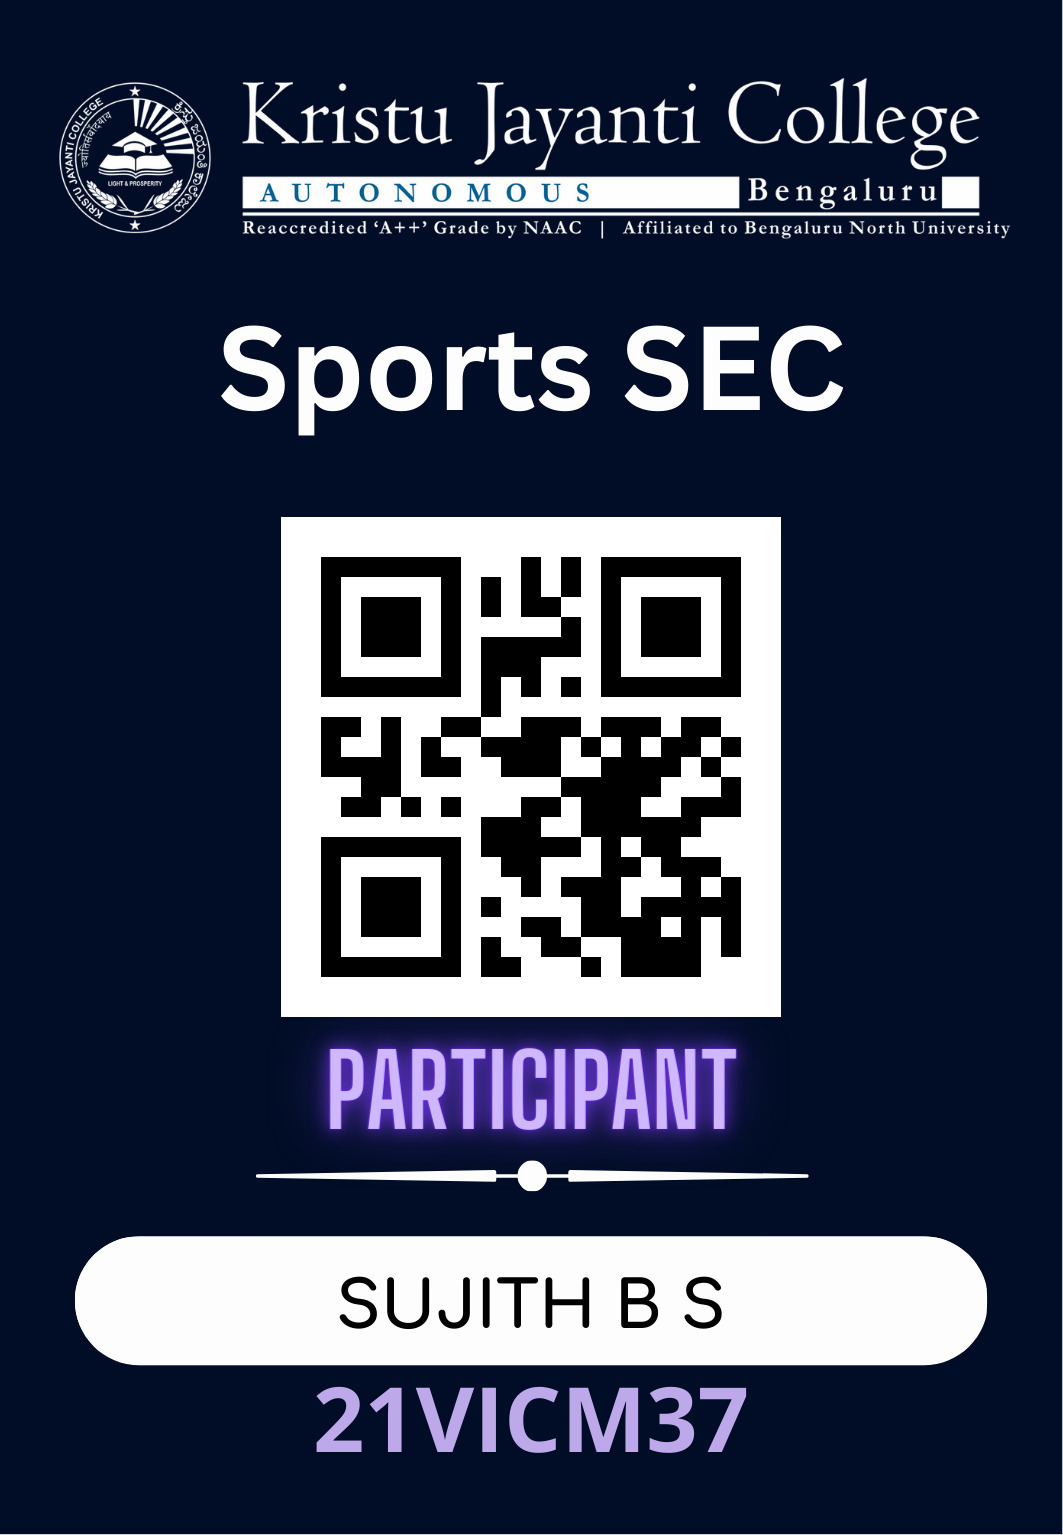 KRISTU JAYANTI COLLEGE
ಕ್ರಿಸ್ತು ಜಯಂತಿ ಕಾಲೇಜು
LIGHT & PROSPERITY
Kristu Jayanti College
AUTONOMOUS Bengaluru
Reaccredited ‘A++’ Grade by NAAC | Affiliated to Bengaluru North University
Sports SEC
PARTICIPANT
SUJITH B S
21VICM37